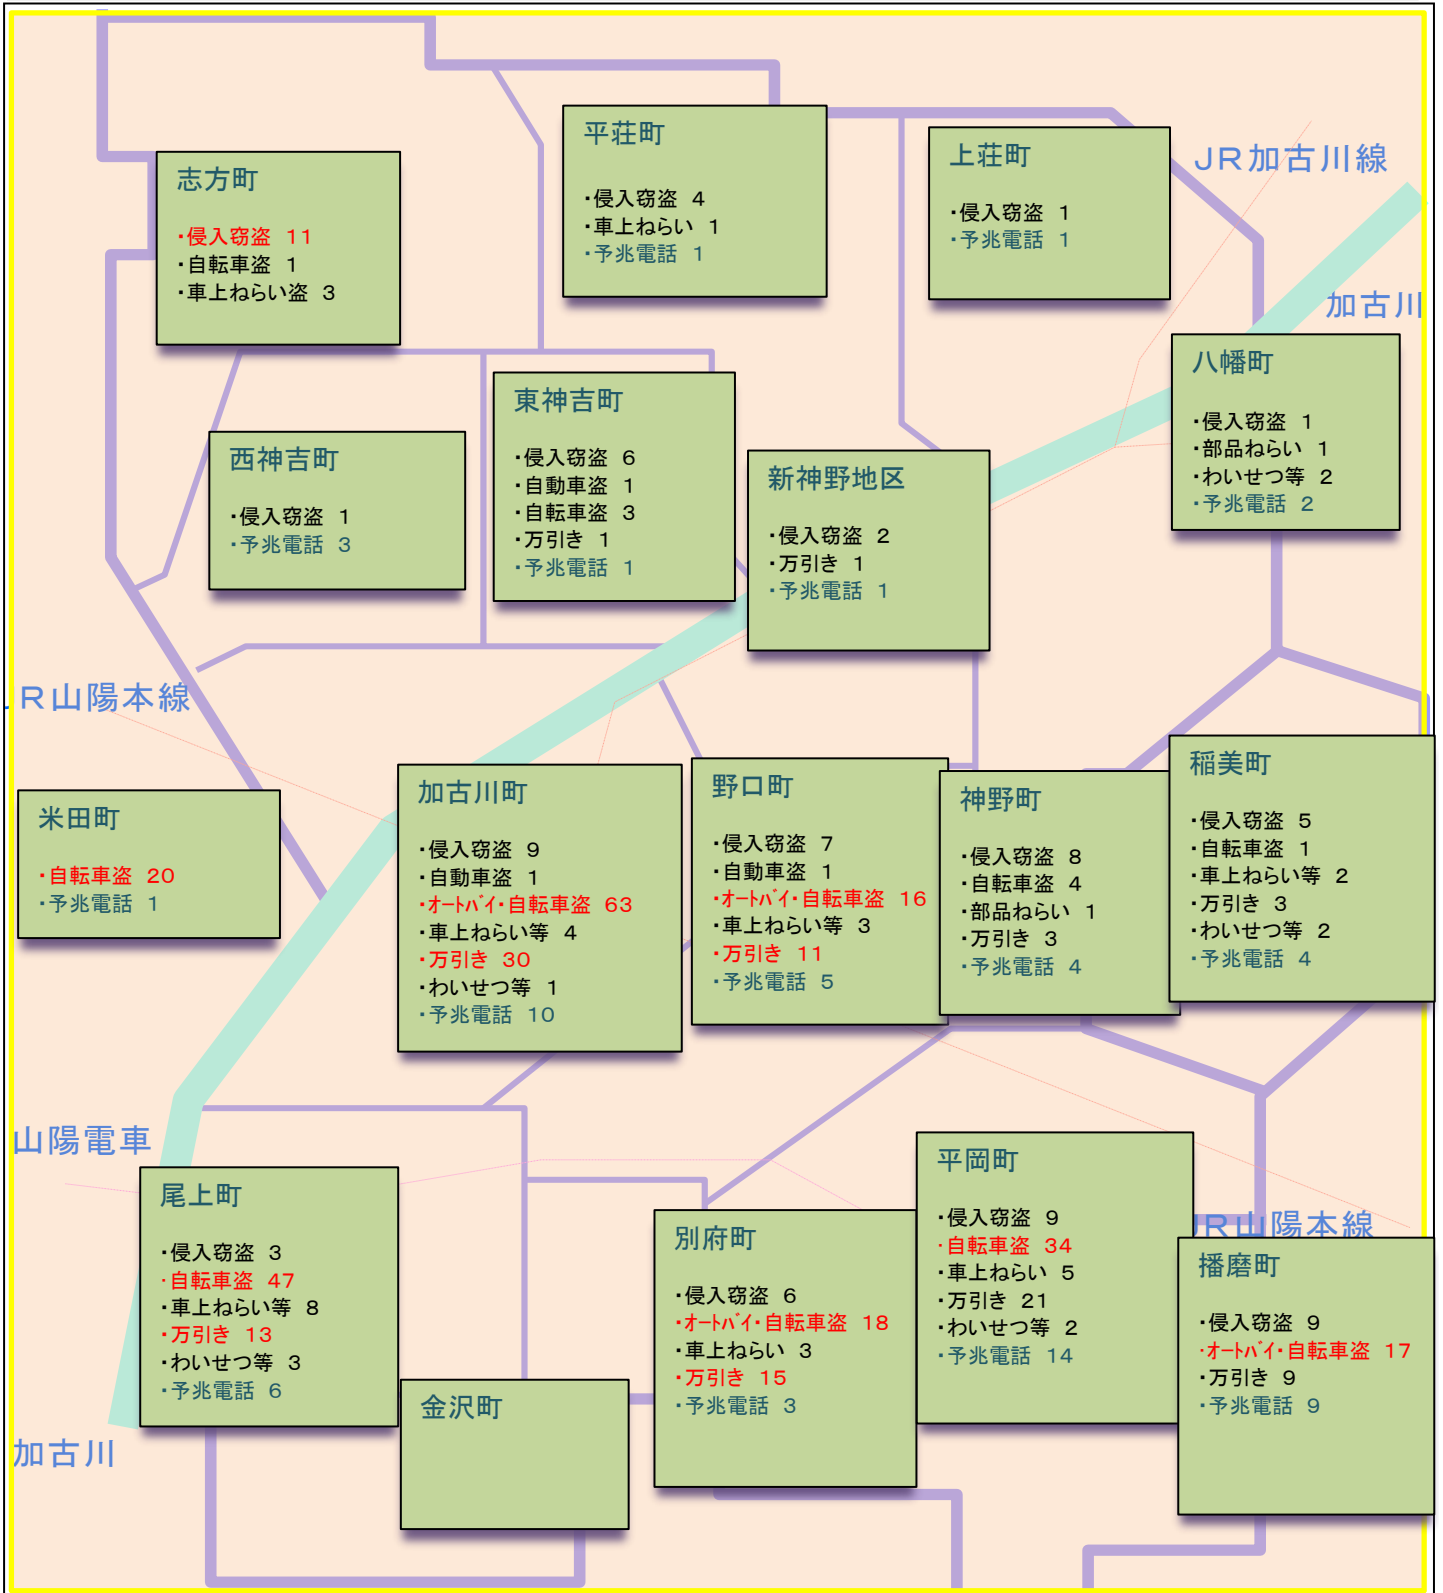 平荘町
・侵入窃盗 4
・車上ねらい 1
・予兆電話 1
上荘町
・侵入窃盗 1
・予兆電話 1
JR加古川線
志方町
・侵入窃盗 11
・自転車盗 1
・車上ねらい盗 3
加古川
八幡町
・侵入窃盗 1
・部品ねらい 1
・わいせつ等 2
・予兆電話 2
東神吉町
・侵入窃盗 6
・自動車盗 1
・自転車盗 3
・万引き 1
・予兆電話 1
西神吉町
・侵入窃盗 1
・予兆電話 3
新神野地区
・侵入窃盗 2
・万引き 1
・予兆電話 1
JR山陽本線
米田町
・自転車盗 20
・予兆電話 1
加古川町
・侵入窃盗 9
・自動車盗 1
・オートバイ・自転車盗 63
・車上ねらい等 4
・万引き 30
・わいせつ等 1
・予兆電話 10
野口町
・侵入窃盗 7
・自動車盗 1
・オートバイ・自転車盗 16
・車上ねらい等 3
・万引き 11
・予兆電話 5
神野町
・侵入窃盗 8
・自転車盗 4
・部品ねらい 1
・万引き 3
・予兆電話 4
稲美町
・侵入窃盗 5
・自転車盗 1
・車上ねらい等 2
・万引き 3
・わいせつ等 2
・予兆電話 4
山陽電車
尾上町
・侵入窃盗 3
・自転車盗 47
・車上ねらい等 8
・万引き 13
・わいせつ等 3
・予兆電話 6
加古川
金沢町
別府町
・侵入窃盗 6
・オートバイ・自転車盗 18
・車上ねらい 3
・万引き 15
・予兆電話 3
平岡町
・侵入窃盗 9
・自転車盗 34
・車上ねらい 5
・万引き 21
・わいせつ等 2
・予兆電話 14
JR山陽本線
播磨町
・侵入窃盗 9
・オートバイ・自転車盗 17
・万引き 9
・予兆電話 9